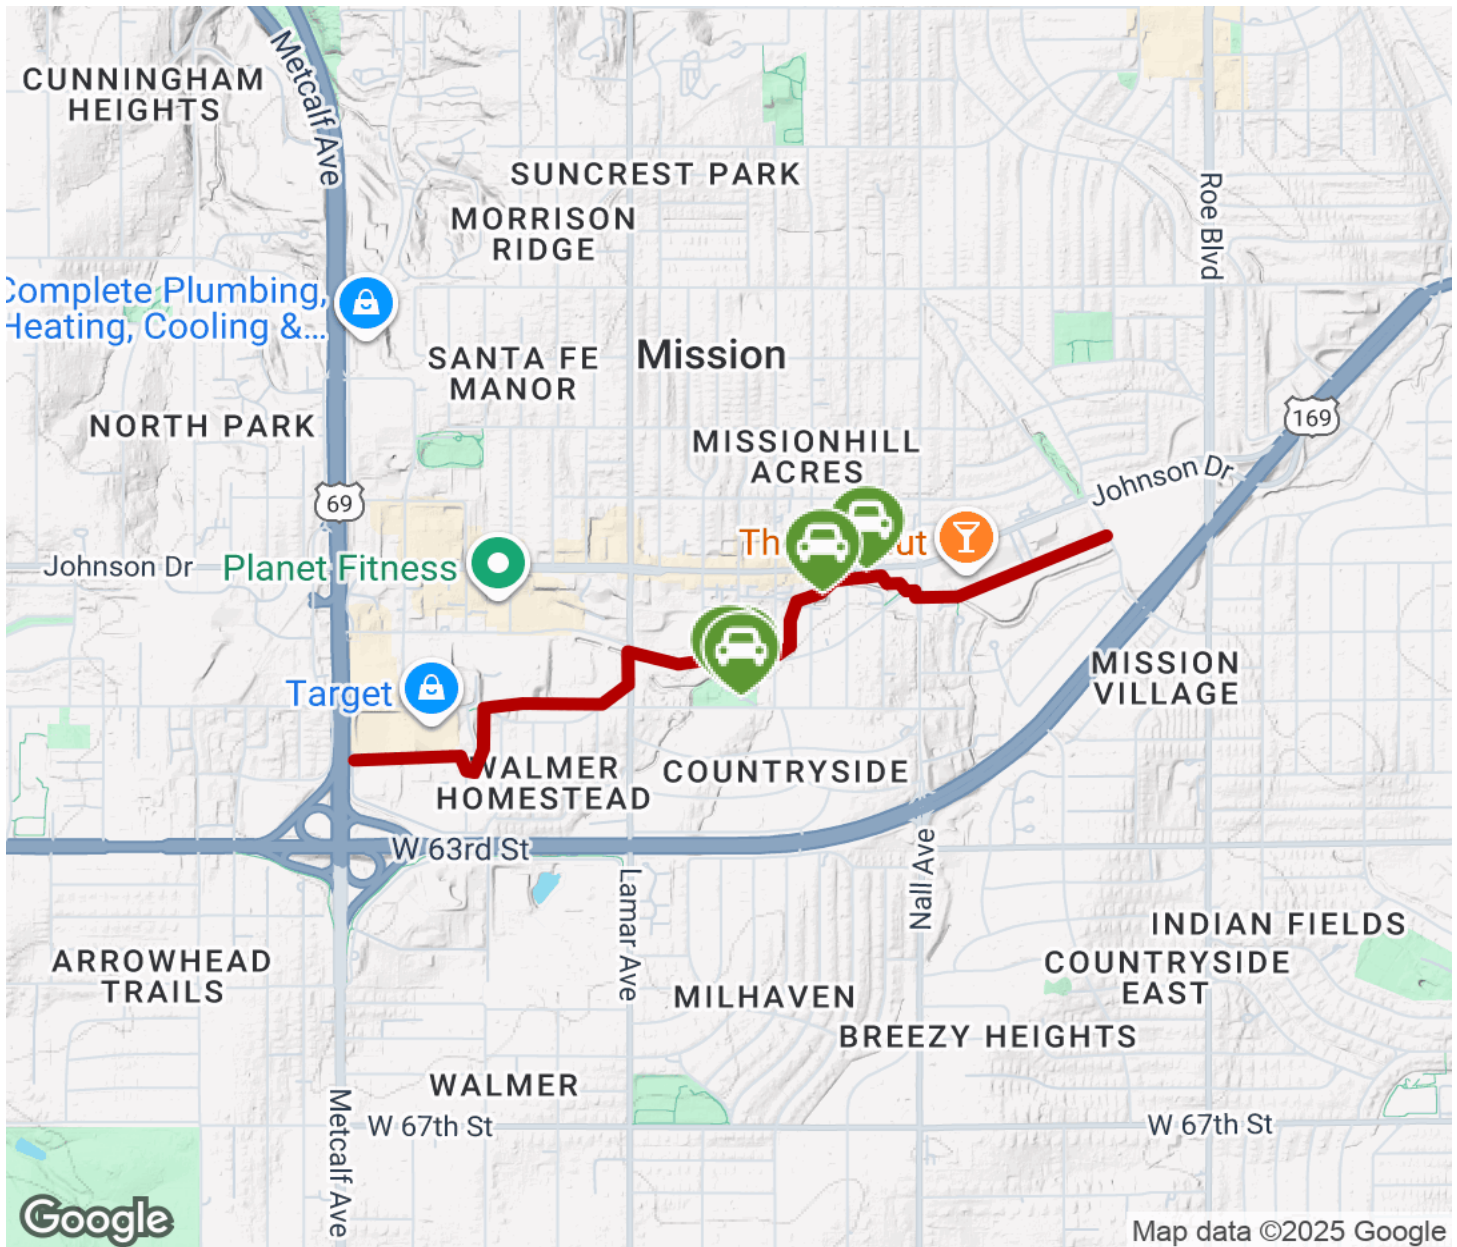 Metcalf Ave
CUNNINGHAM
HEIGHTS
SUNCREST PARK
Roe Blvd
MORRISON
RIDGE
Complete Plumbing,
Heating, Cooling &...
SANTA FE
MANOR
Mission
NORTH PARK
169
MISSIONHILL
ACRES
Johnson Dr
69
Th
ut
Johnson Dr
Planet Fitness
MISSION
VILLAGE
Target
WALMER
HOMESTEAD
COUNTRYSIDE
W 63rd St
Nall Ave
Lamar Ave
INDIAN FIELDS
ARROWHEAD
TRAILS
COUNTRYSIDE
EAST
MILHAVEN
BREEZY HEIGHTS
WALMER
Metcalf Ave
W 67th St
W 67th St
Google
Map data ©2025 Google